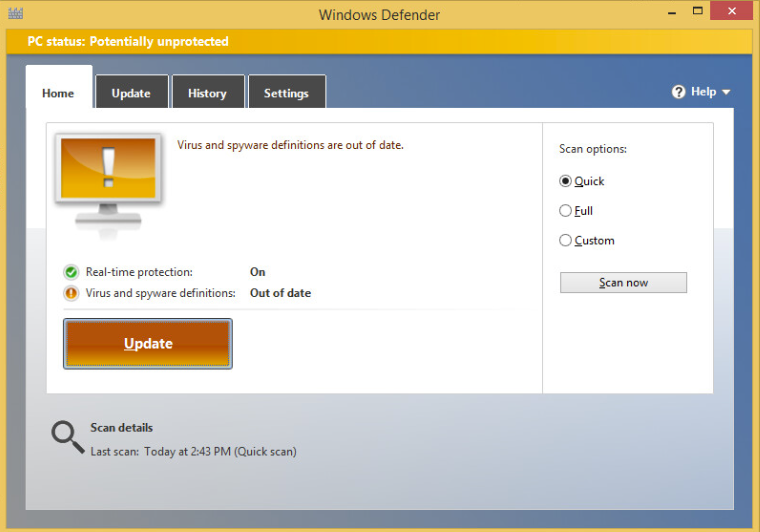 Windows Defender
PC status: Potentially unprotected
Home
Update
History
Settings
Help
Virus and spyware definitions are out of date.
Scan options:
Quick
Full
Custom
Scan now
Real-time protection: On
Virus and spyware definitions: Out of date
Update
Scan details
Last scan: Today at 2:43 PM (Quick scan)